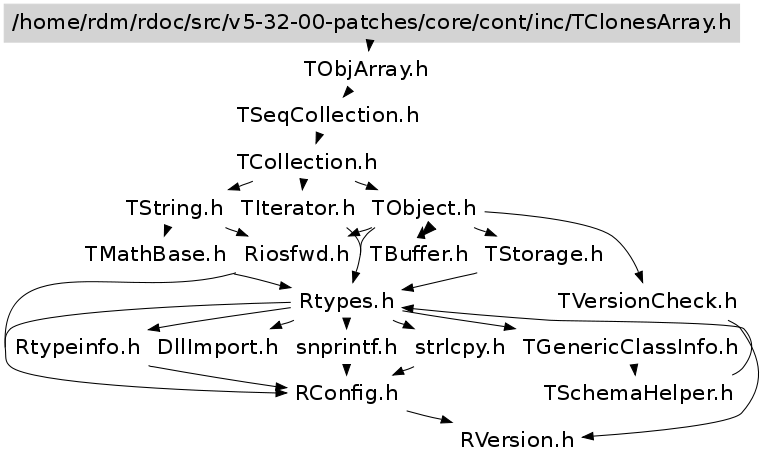 /home/rdm/rdoc/src/v5-32-00-patches/core/cont/inc/TClonesArray.h
TObjArray.h
TSeqCollection.h
TCollection.h
TString.h TIterator.h TObject.h
TMathBase.h Riosfwd.h TBuffer.h TStorage.h
Rtypes.h TVersionCheck.h
Rtypeinfo.h DllImport.h snprintf.h strlcpy.h TGenericClassInfo.h
RConfig.h TSchemaHelper.h
RVersion.h